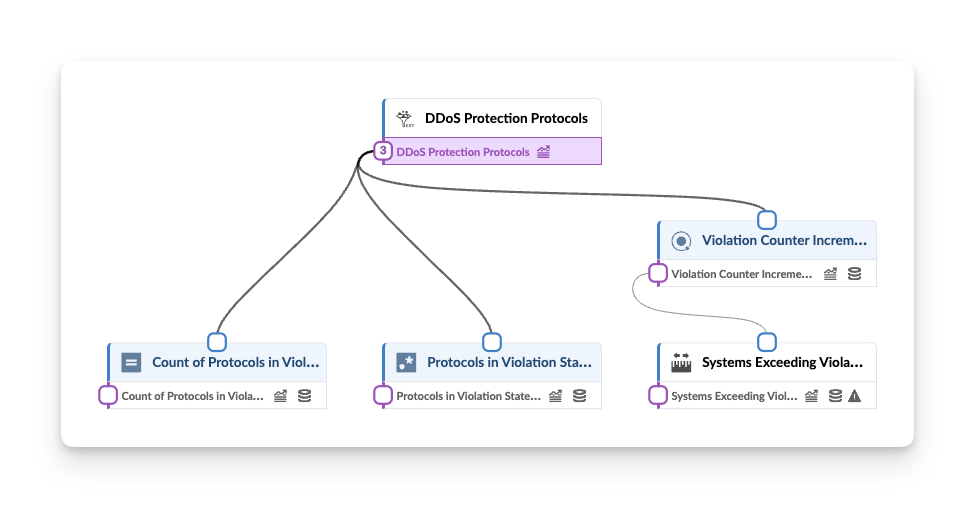 DDoS Protection Protocols
3 DDoS Protection Protocols
Violation Counter Increm...
Violation Counter Increme...
Count of Protocols in Viol...
Protocols in Violation Sta...
Systems Exceeding Viola...
Count of Protocols in Viola...
Protocols in Violation State...
Systems Exceeding Viol...